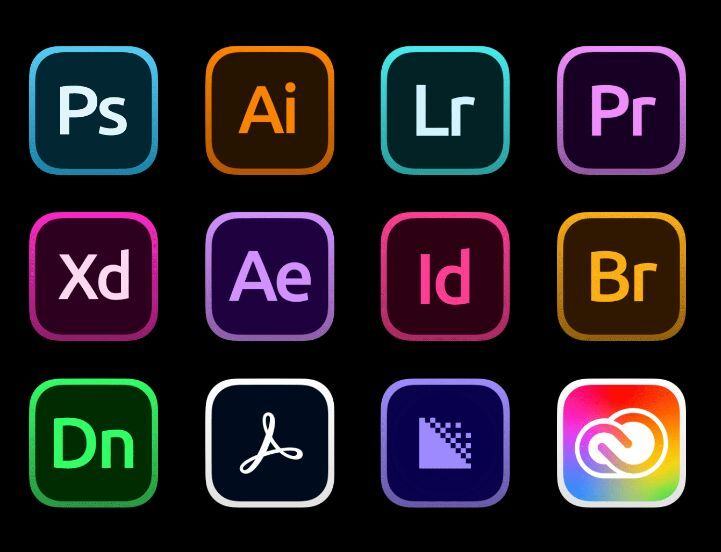 Ps Ai Lr Pr
Xd Ae Id Br
Dn